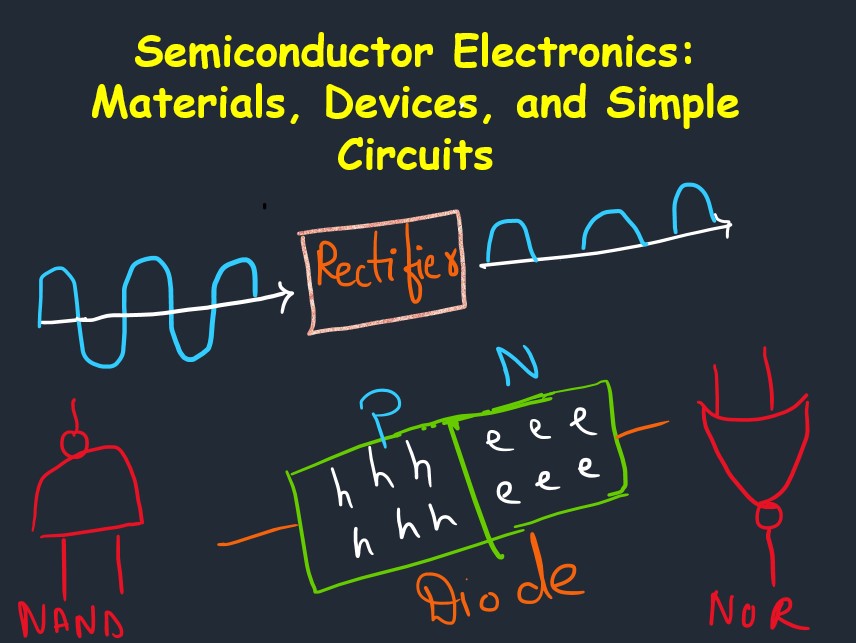 Semiconductor Electronics:
Materials, Devices, and Simple
Circuits
Rectifier
P
N
h h h
e e e
h h h
e e e
Diode
NAND
NOR